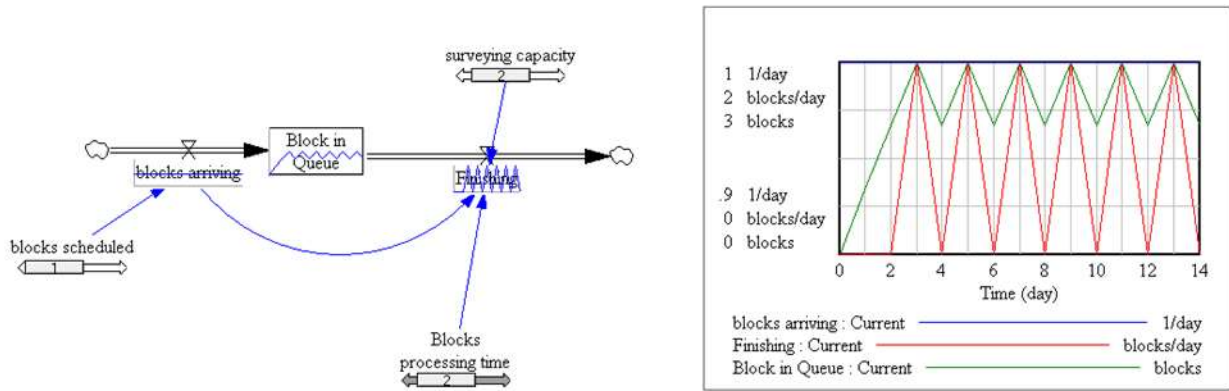 surveying capacity
2
Block in
Queue
blocks arriving
Finishing
blocks scheduled
1
Blocks
processing time
2
1 1/day
2 blocks/day
3 blocks
.9 1/day
0 blocks/day
0 blocks
0 2 4 6 8 10 12 14
Time (day)
blocks arriving : Current 1/day
Finishing : Current blocks/day
Block in Queue : Current blocks